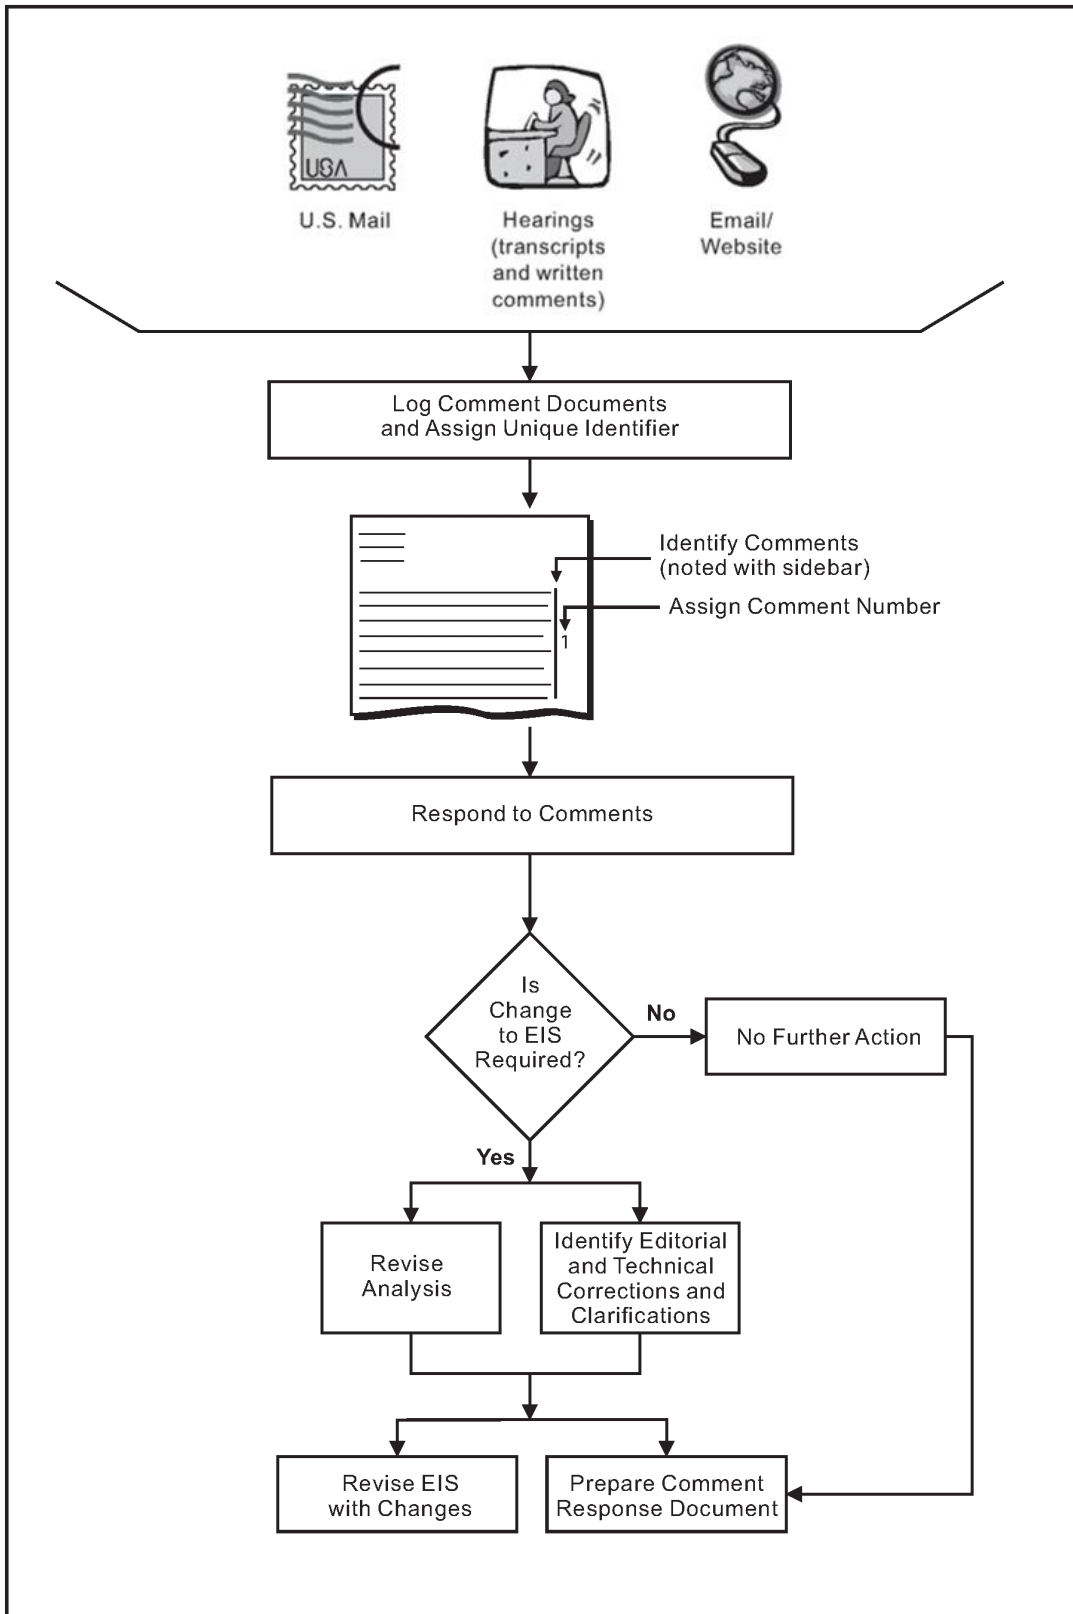 USA
U.S. Mail
Hearings
(transcripts
and written
comments)
Email/
Website
Log Comment Documents
and Assign Unique Identifier
Identify Comments
(noted with sidebar)
Assign Comment Number
1
Respond to Comments
Is
Change
to EIS
Required?
No
No Further Action
Yes
Revise
Analysis
Identify Editorial
and Technical
Corrections and
Clarifications
Revise EIS
with Changes
Prepare Comment
Response Document